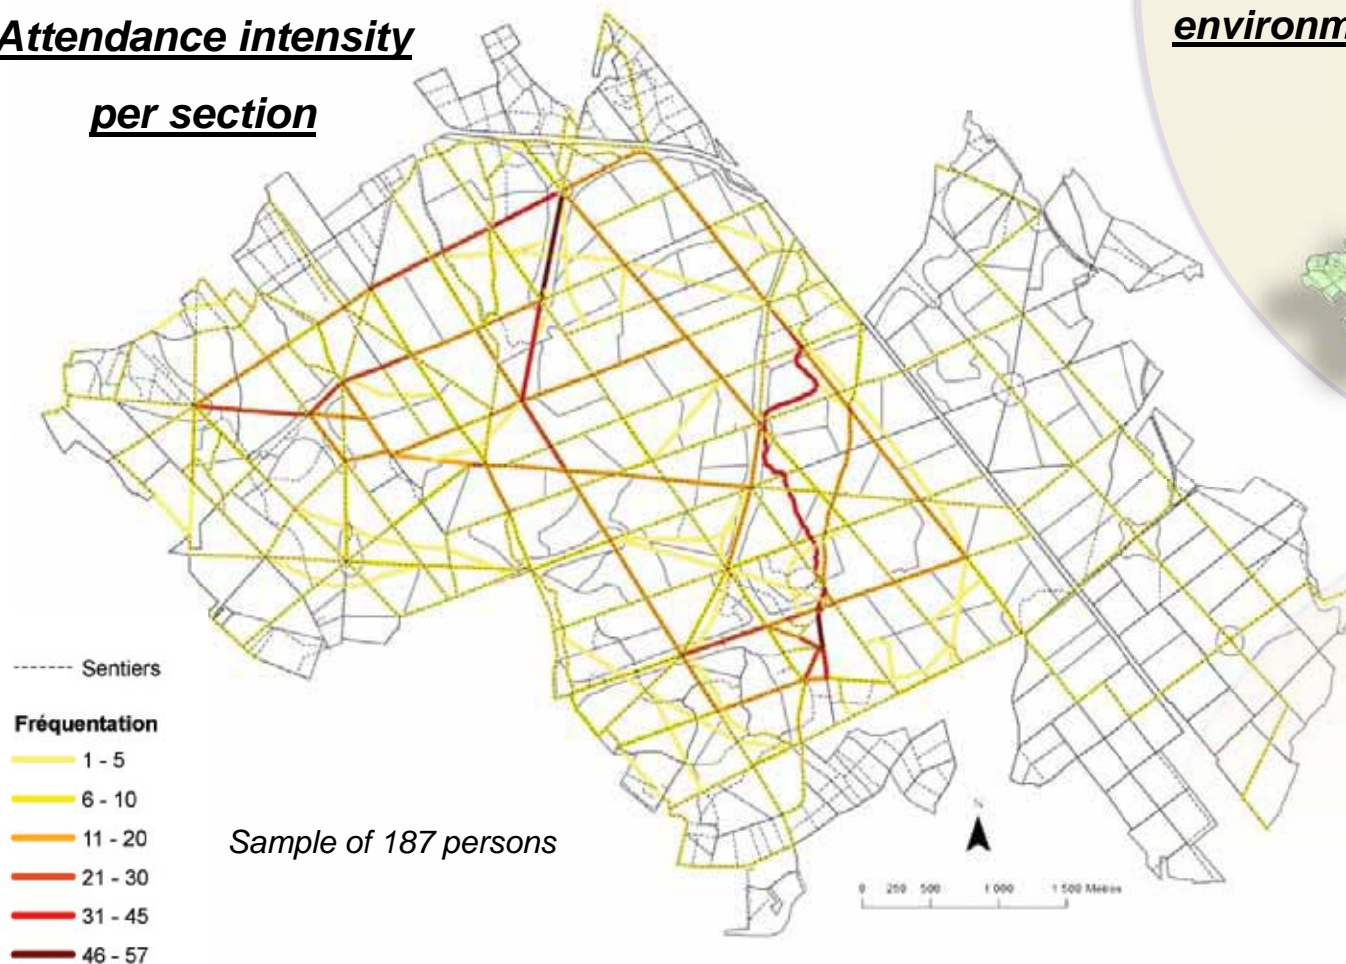 Attendance intensity
per section
environm
Sentiers
Fréquentation
1 - 5
6 - 10
11 - 20
21 - 30
31 - 45
46 - 57
Sample of 187 persons
N
0 250 500 1 000 1 500 Metros